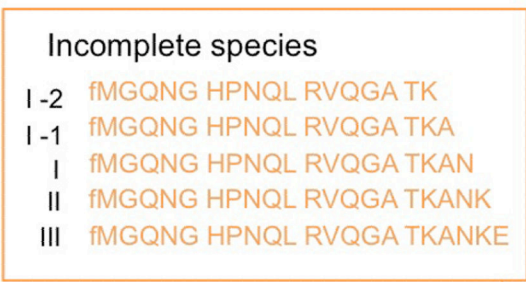 Incomplete species
I -2 fMGQNG HPNQL RVQGA TK
I -1 fMGQNG HPNQL RVQGA TKA
I fMGQNG HPNQL RVQGA TKAN
II fMGQNG HPNQL RVQGA TKANK
III fMGQNG HPNQL RVQGA TKANKE